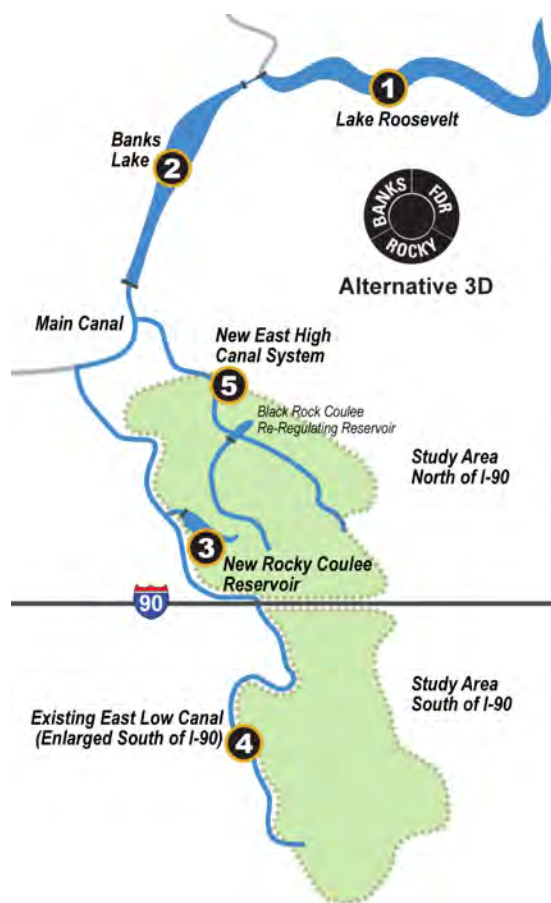 1
Lake Roosevelt
Banks
Lake
2
BANKS
FDR
ROCKY
Alternative 3D
Main Canal
New East High
Canal System
5
Black Rock Coulee
Re-Regulating Reservoir
Study Area
North of I-90
3
New Rocky Coulee
Reservoir
90
Study Area
South of I-90
Existing East Low Canal
(Enlarged South of I-90)
4